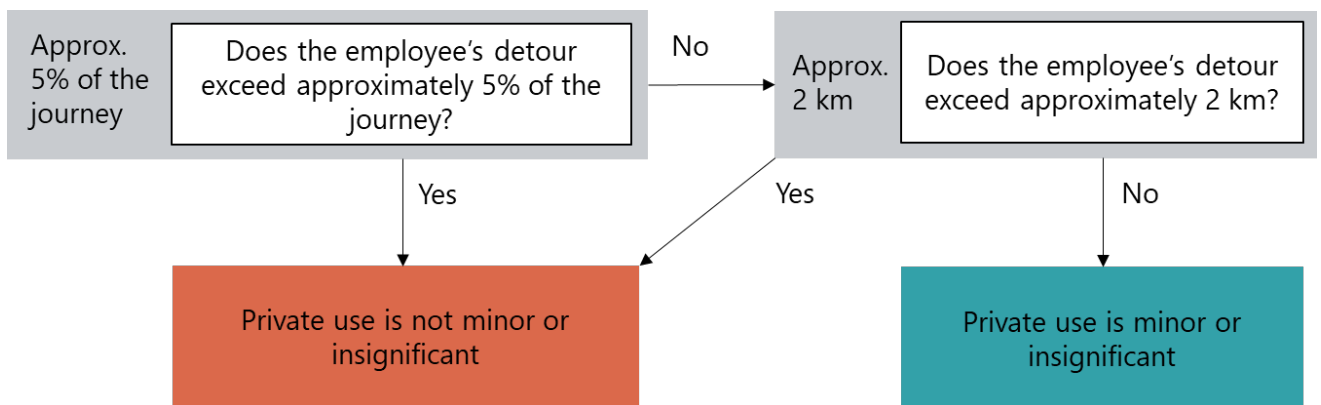 Approx.
5% of the
journey
Does the employee’s detour
exceed approximately 5% of the
journey?
No
Approx.
2 km
Does the employee’s detour
exceed approximately 2 km?
Yes
Yes
No
Private use is not minor or
insignificant
Private use is minor or
insignificant